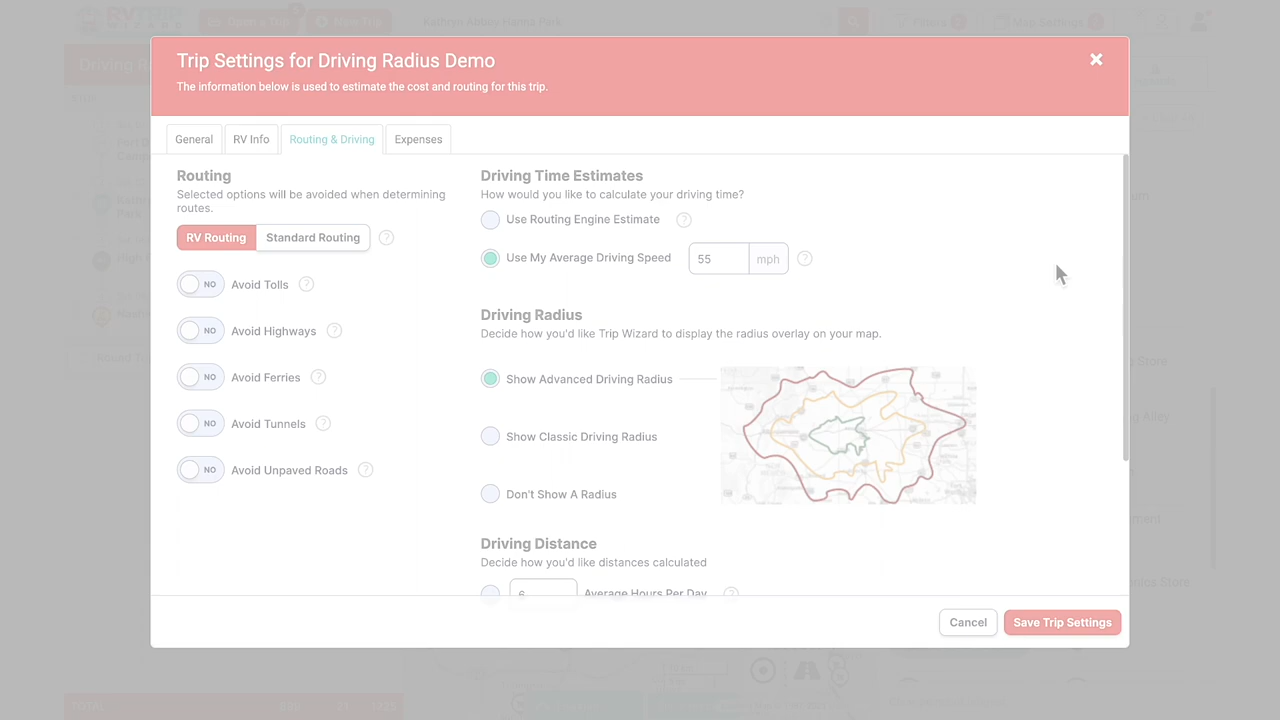 RVTRIP
Trip Settings for Driving Radius Demo
The information below is used to estimate the cost and routing for this trip.
General
RV Info
Routing & Driving
Expenses
Routing
Selected options will be avoided when determining
routes.
RV Routing
Standard Routing
NO Avoid Tolls
NO Avoid Highways
NO Avoid Ferries
NO Avoid Tunnels
NO Avoid Unpaved Roads
Driving Time Estimates
How would you like to calculate your driving time?
Use Routing Engine Estimate
Use My Average Driving Speed 55 mph
Driving Radius
Decide how you'd like Trip Wizard to display the radius overlay on your map.
Show Advanced Driving Radius
Show Classic Driving Radius
Don't Show A Radius
Driving Distance
Decide how you'd like distances calculated
6 Average Hours Per Day
Cancel
Save Trip Settings
Store
Alley
Store
TOTAL